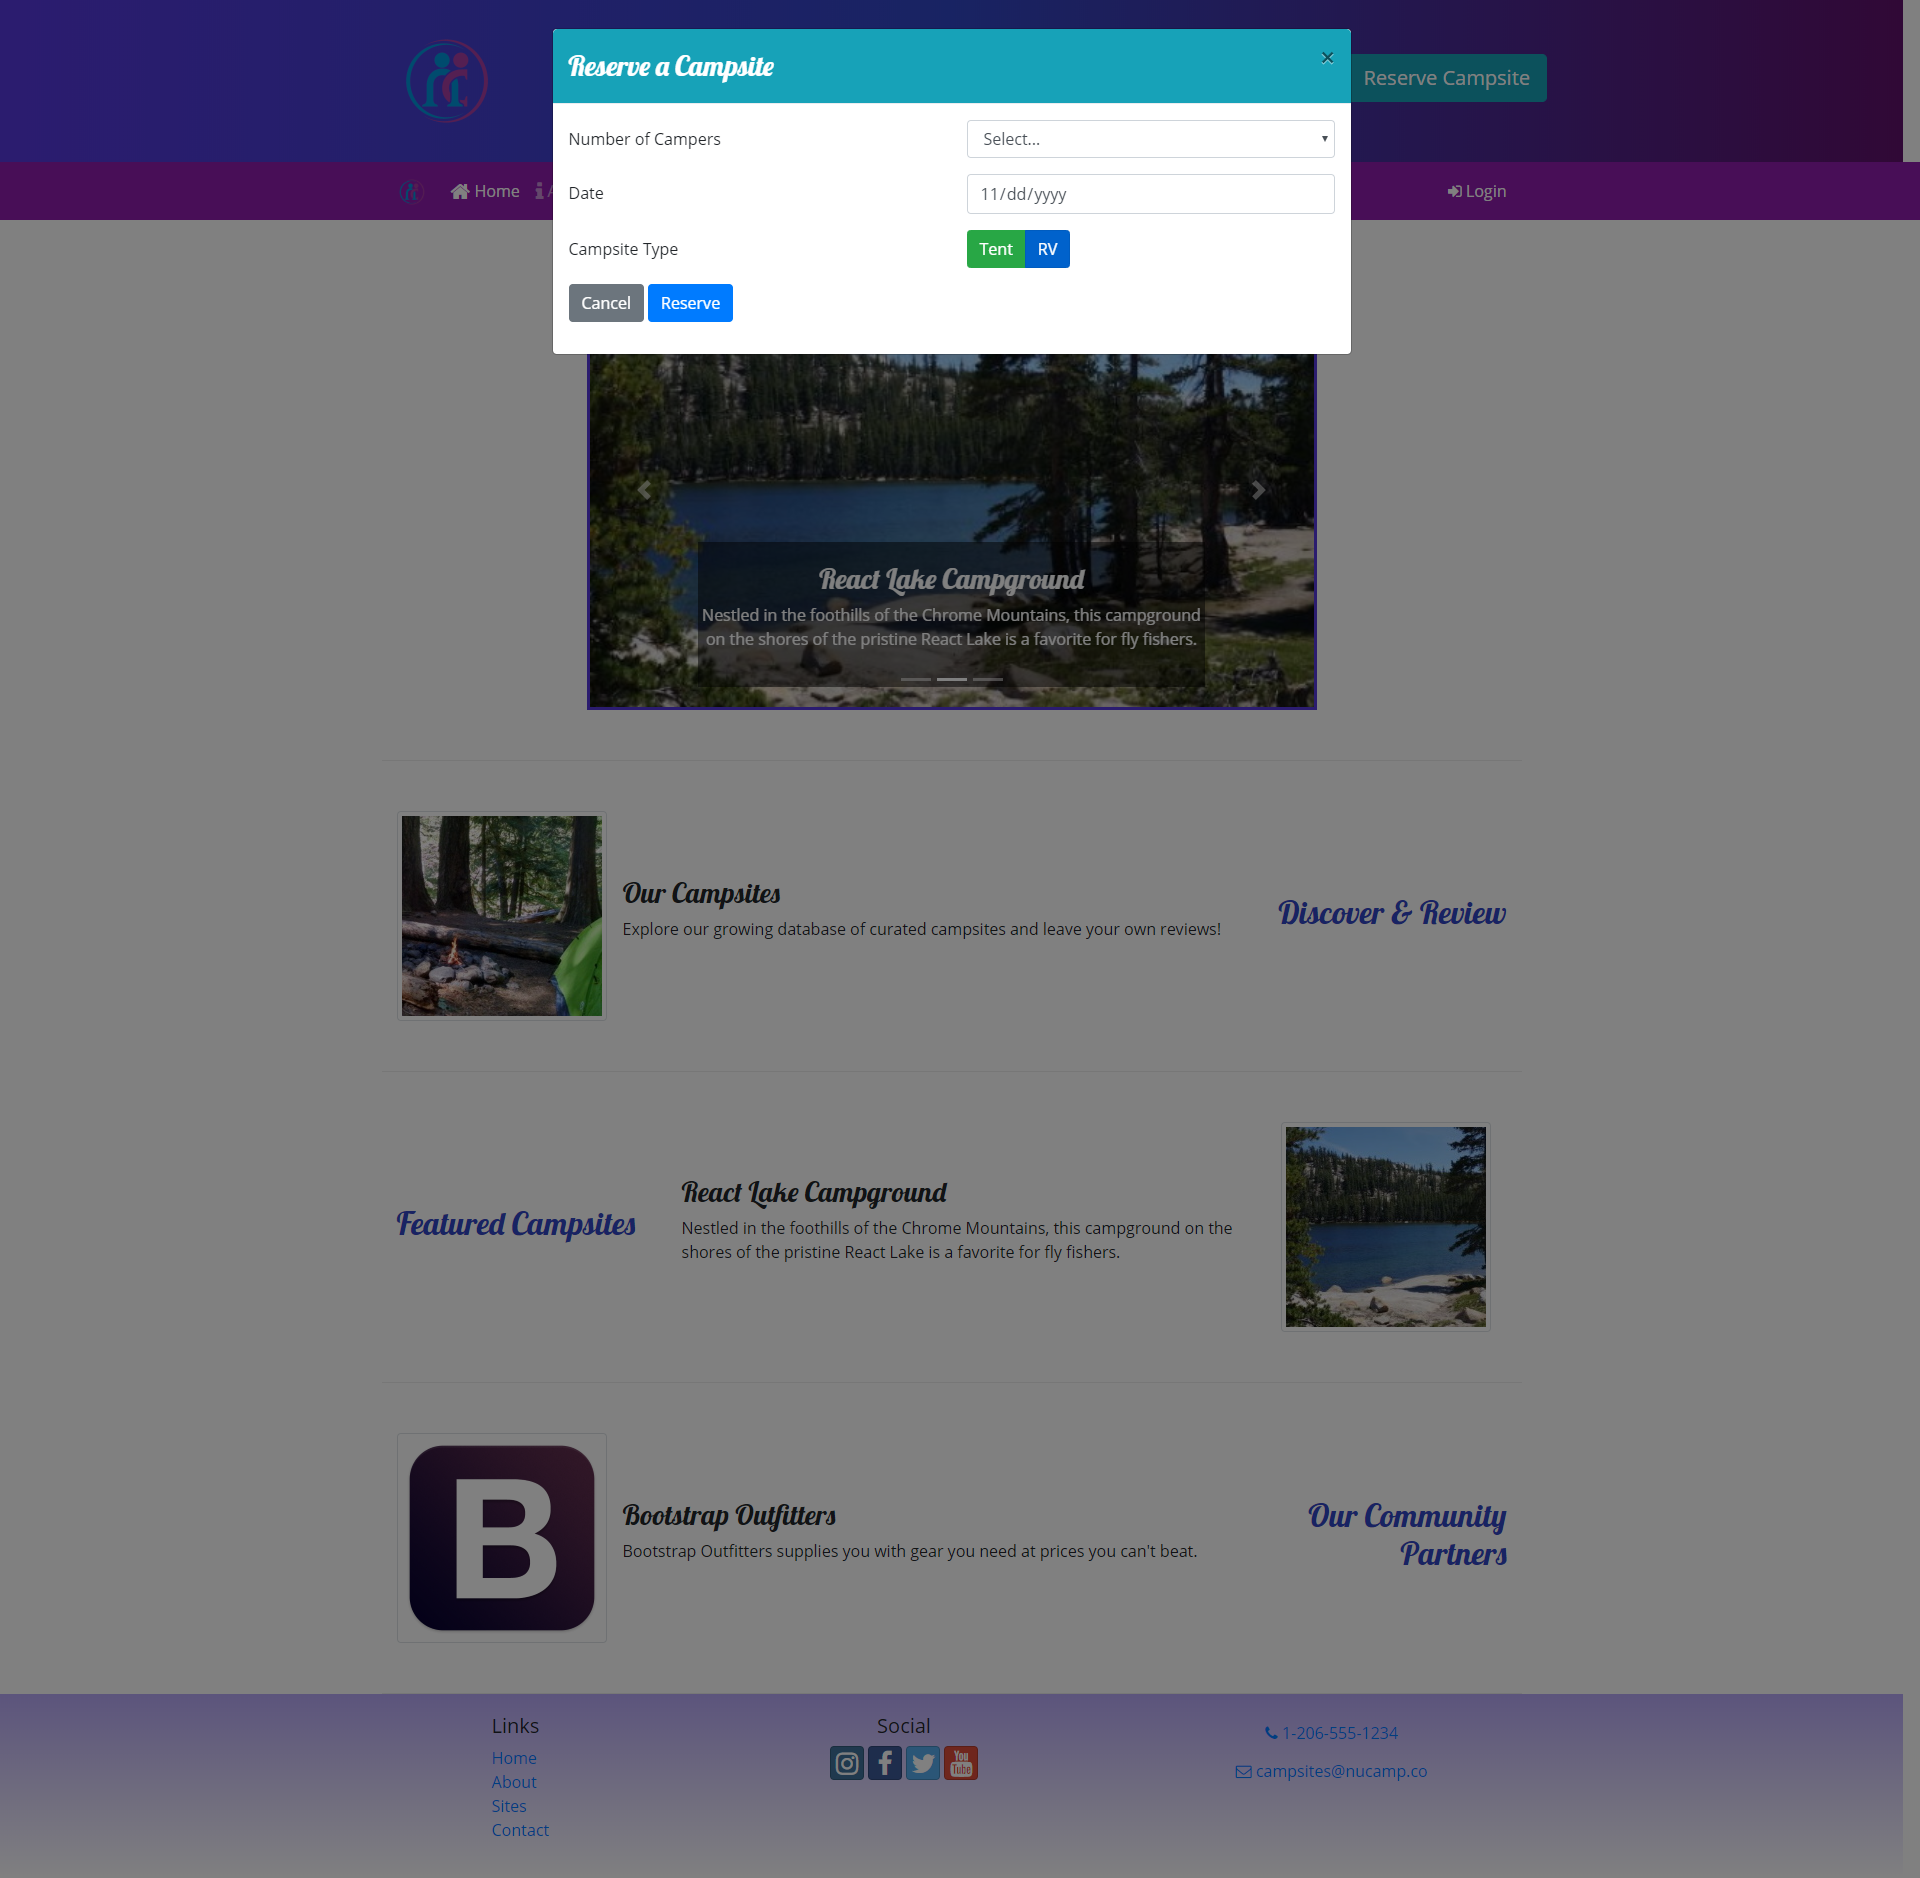 Reserve a Campsite
×
Reserve Campsite
Number of Campers
Select...
Home
Date
11/dd/yyyy
Login
Campsite Type
Tent
RV
Cancel
Reserve
React Lake Campground
Nestled in the foothills of the Chrome Mountains, this campground
on the shores of the pristine React Lake is a favorite for fly fishers.
Our Campsites
Explore our growing database of curated campsites and leave your own reviews!
Discover & Review
Featured Campsites
React Lake Campground
Nestled in the foothills of the Chrome Mountains, this campground on the
shores of the pristine React Lake is a favorite for fly fishers.
B
Bootstrap Outfitters
Bootstrap Outfitters supplies you with gear you need at prices you can't beat.
Our Community
Partners
Links
Home
About
Sites
Contact
Social
You
Tube
1-206-555-1234
campsites@nucamp.co